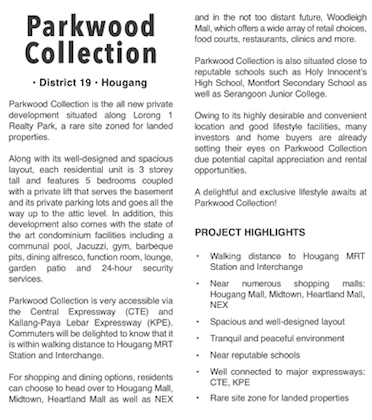 Parkwood
Collection
• District 19 • Hougang
Parkwood Collection is the all new private
development situated along Lorong 1
Realty Park, a rare site zoned for landed
properties.
Along with its well-designed and spacious
layout, each residential unit is 3 storey
tall and features 5 bedrooms coupled
with a private lift that serves the basement
and its private parking lots and goes all the
way up to the attic level. In addition, this
development also comes with the state of
the art condominium facilities including a
communal pool, Jacuzzi, gym, barbeque
pits, dining alfresco, function room, lounge,
garden patio and 24-hour security
services.
Parkwood Collection is very accessible via
the Central Expressway (CTE) and
Kallang-Paya Lebar Expressway (KPE).
Commuters will be delighted to know that it
is within walking distance to Hougang MRT
Station and Interchange.
For shopping and dining options, residents
can choose to head over to Hougang Mall,
Midtown, Heartland Mall as well as NEX
and in the not too distant future, Woodleigh
Mall, which offers a wide array of retail choices,
food courts, restaurants, clinics and more.
Parkwood Collection is also situated close to
reputable schools such as Holy Innocent's
High School, Montfort Secondary School as
well as Serangoon Junior College.
Owing to its highly desirable and convenient
location and good lifestyle facilities, many
investors and home buyers are already
setting their eyes on Parkwood Collection
due potential capital appreciation and rental
opportunities.
A delightful and exclusive lifestyle awaits at
Parkwood Collection!
PROJECT HIGHLIGHTS
• Walking distance to Hougang MRT
Station and Interchange
• Near numerous shopping malls:
Hougang Mall, Midtown, Heartland Mall,
NEX
• Spacious and well-designed layout
• Tranquil and peaceful environment
• Near reputable schools
• Well connected to major expressways:
CTE, KPE
• Rare site zone for landed properties